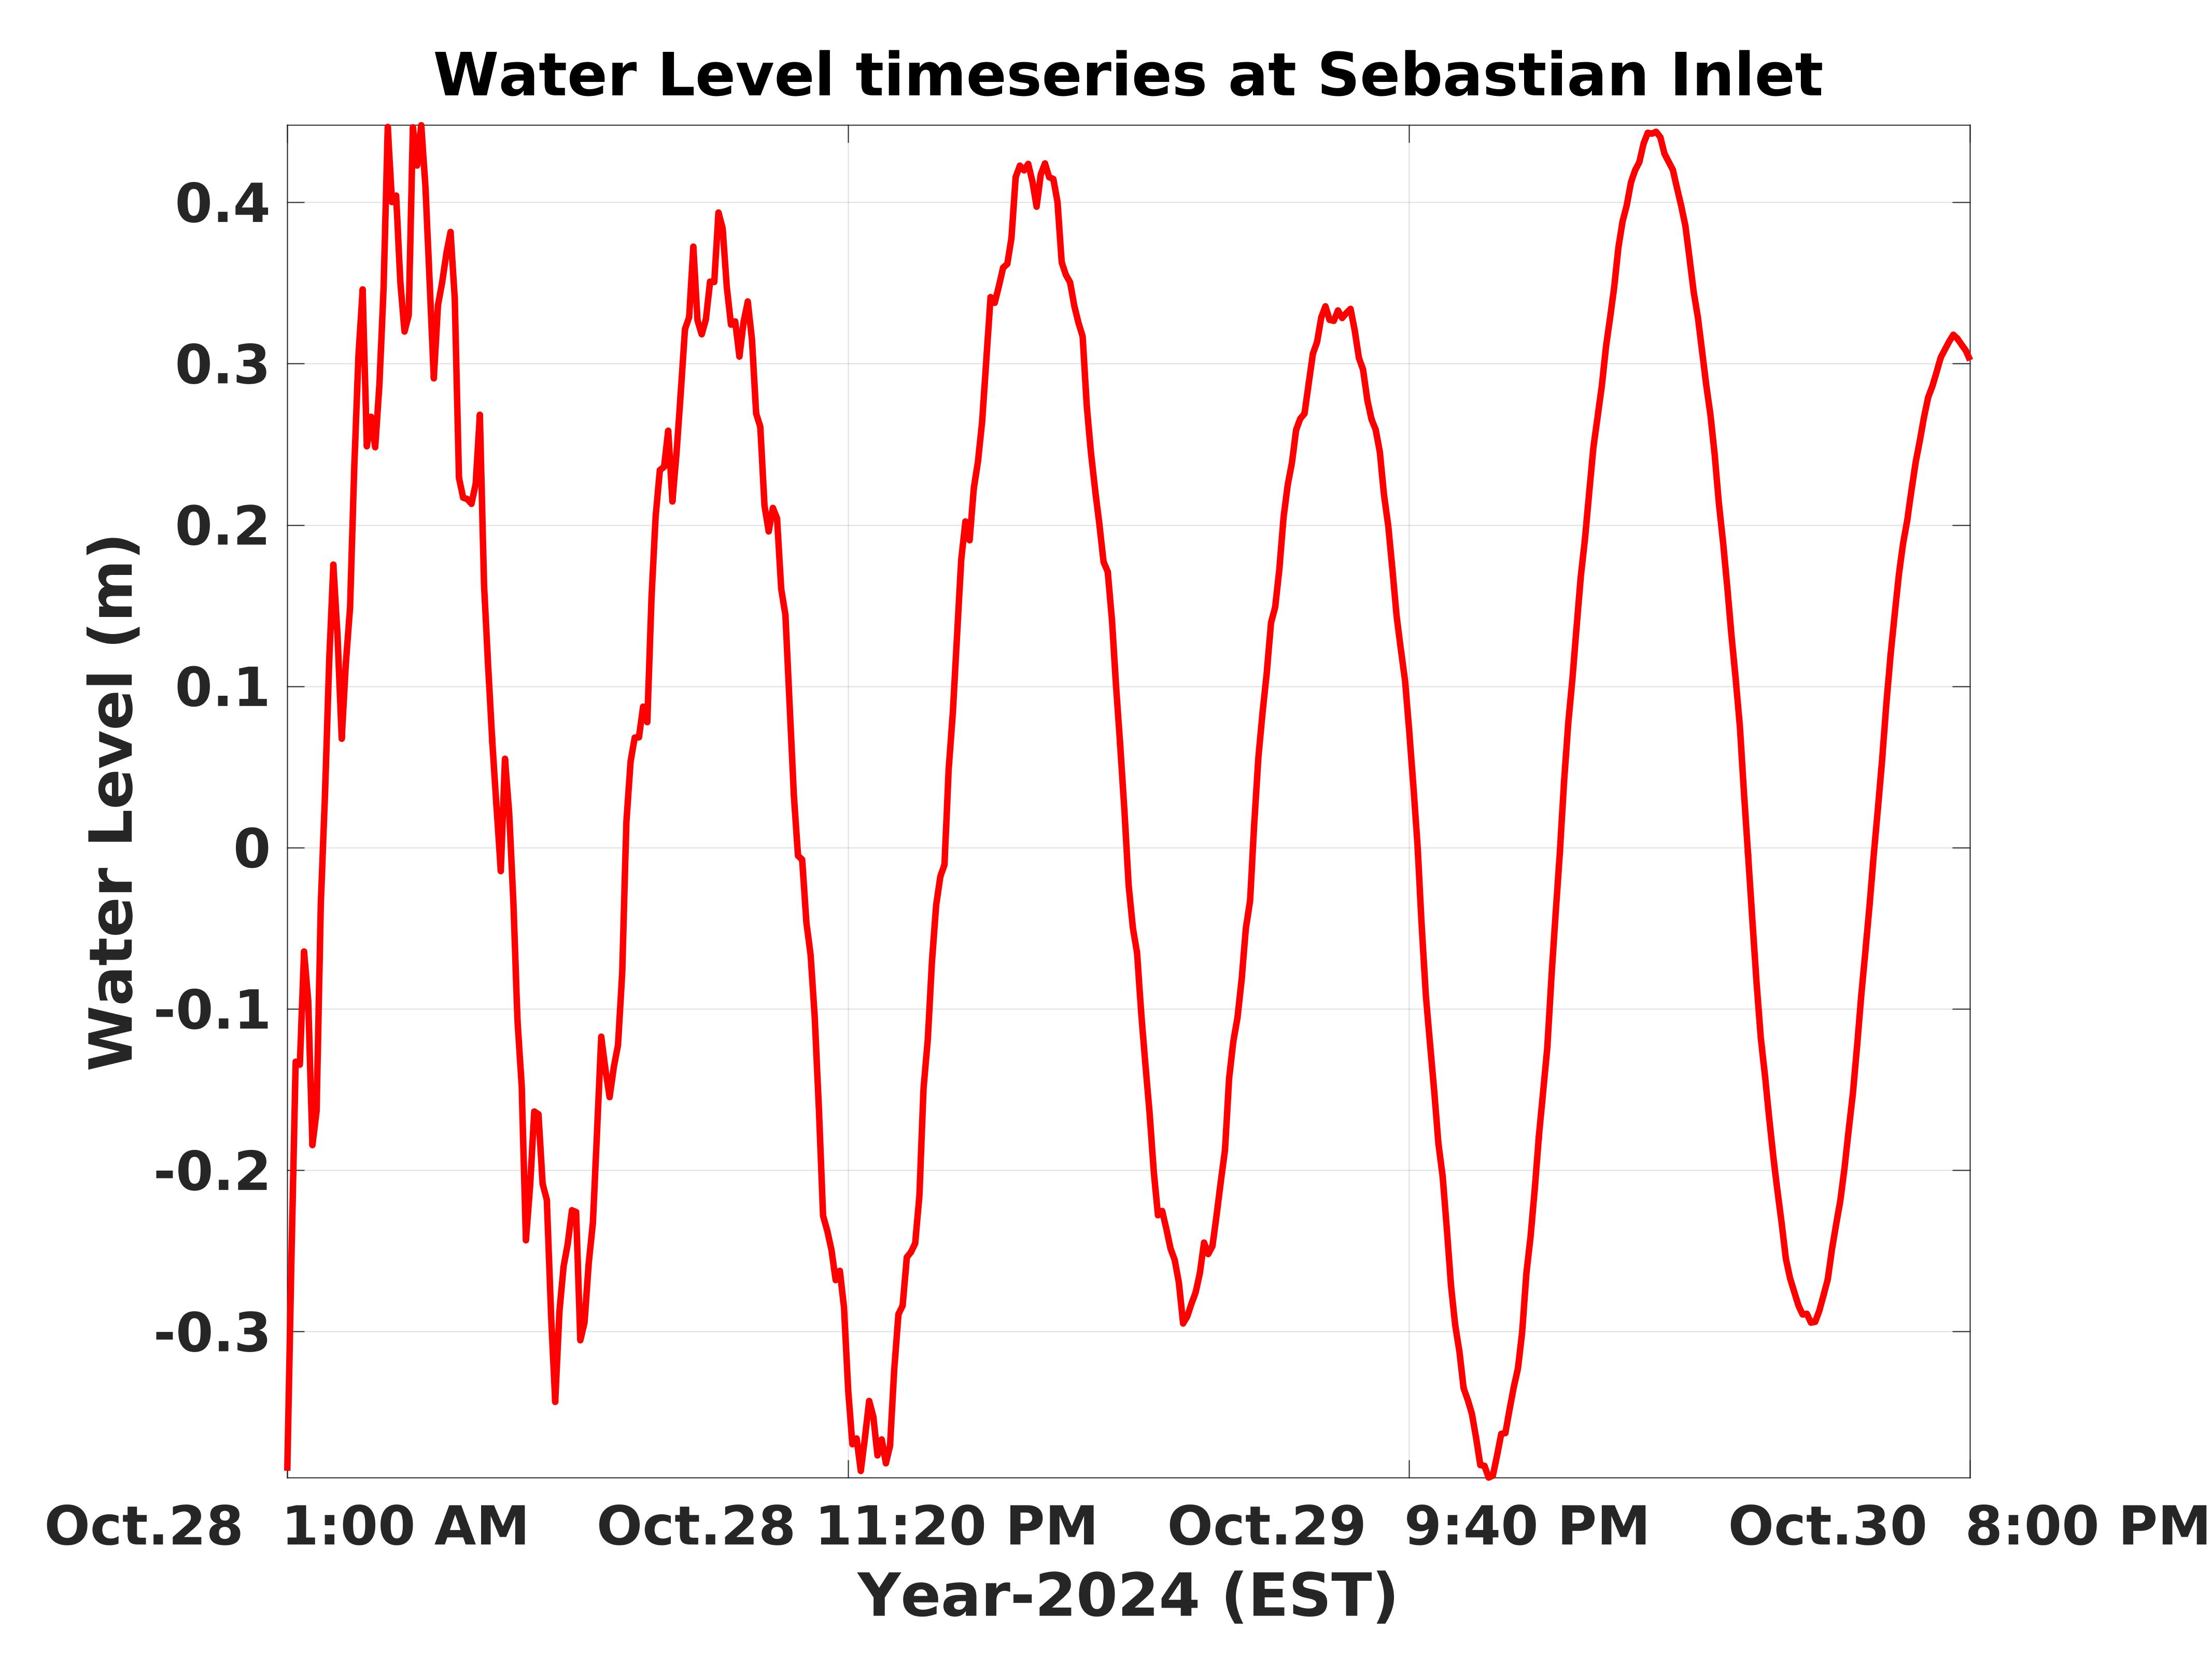 Water Level timeseries at Sebastian Inlet
Water Level (m)
0.4
0.3
0.2
0.1
0
-0.1
-0.2
-0.3
Oct.28  1:00 AM
Oct.28 11:20 PM
Oct.29  9:40 PM
Oct.30  8:00 PM
Year-2024 (EST)